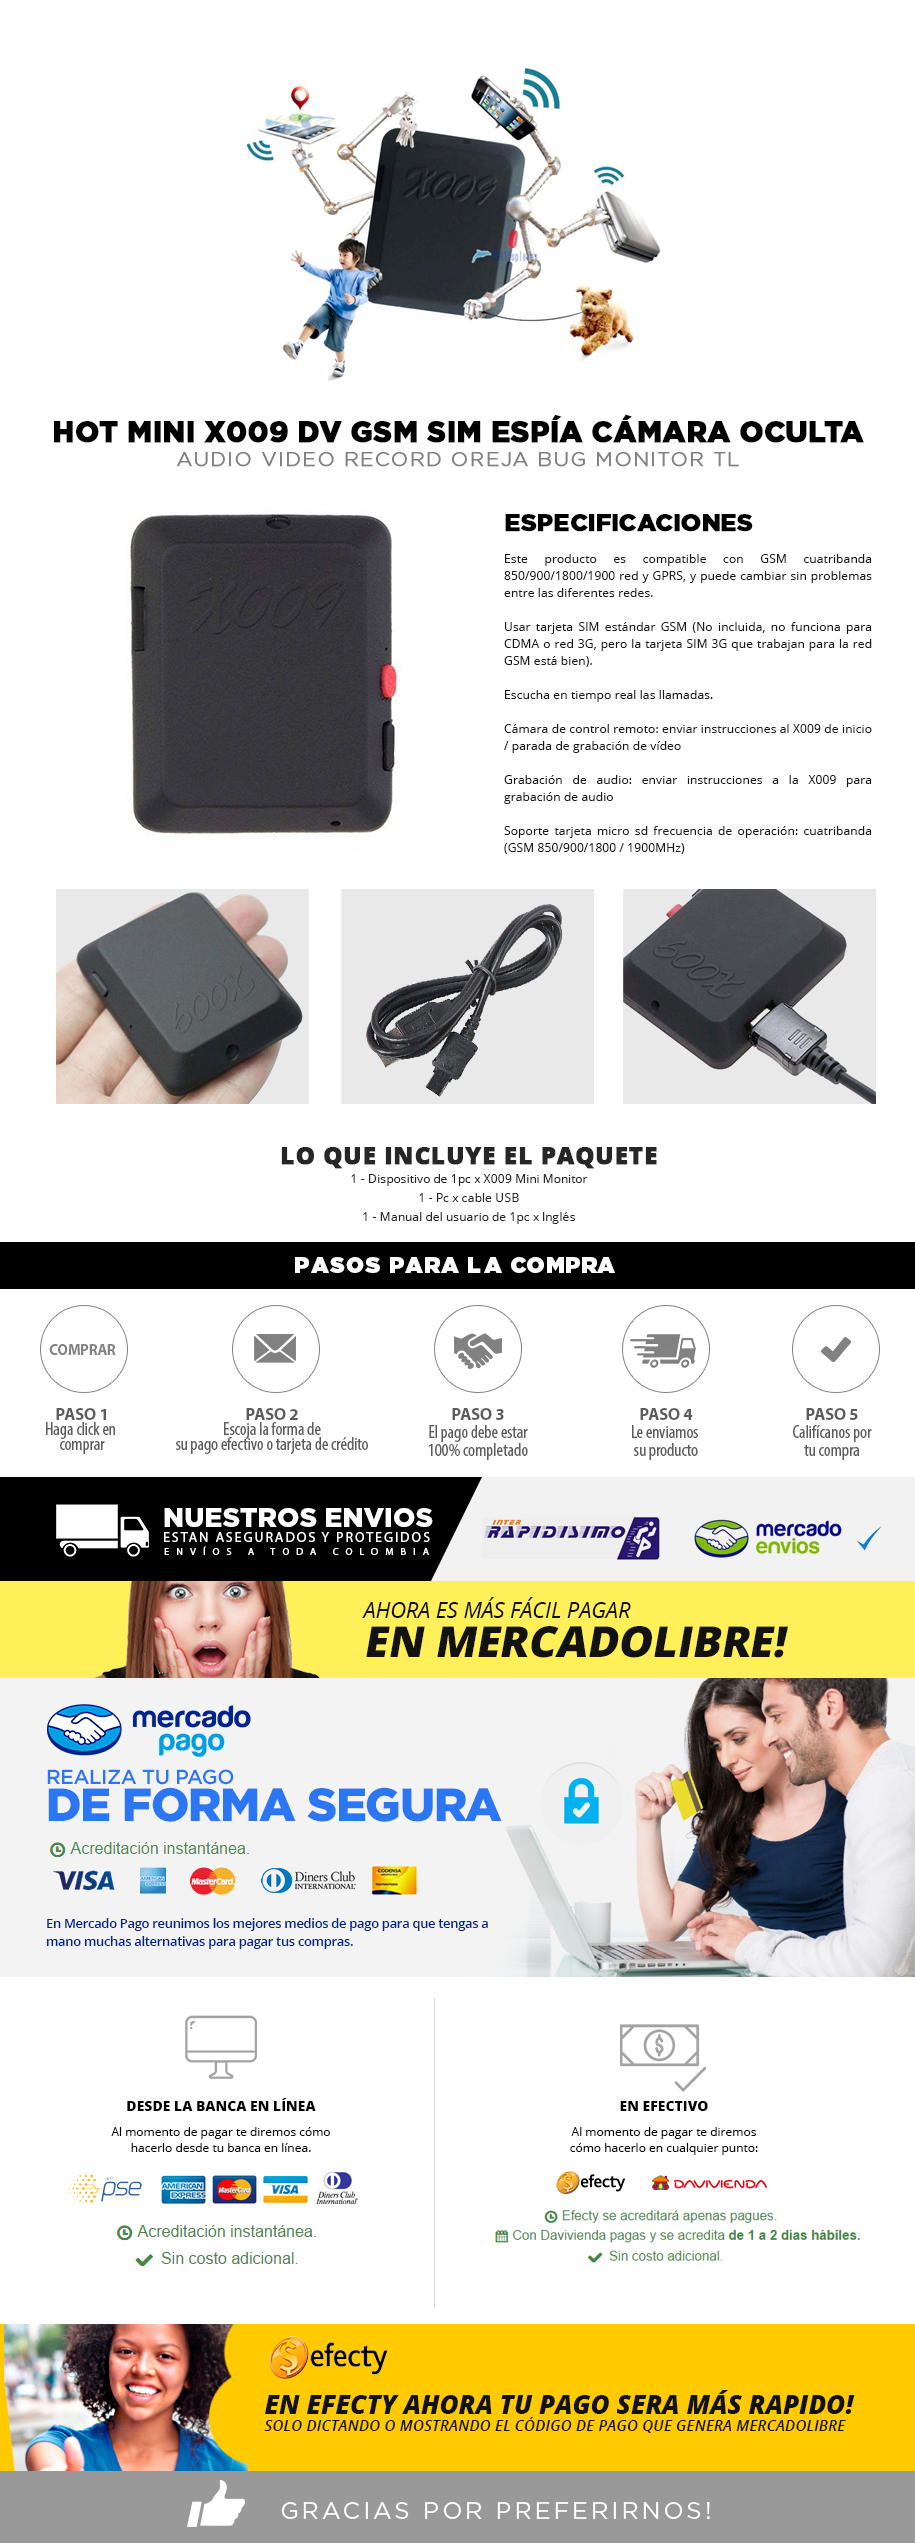 X009
HOT MINI X009 DV GSM SIM ESPÍA CÁMARA OCULTA
AUDIO VIDEO RECORD OREJA BUG MONITOR TL
X009
ESPECIFICACIONES
Este producto es compatible con GSM cuatribanda
850/900/1800/1900 red y GPRS, y puede cambiar sin problemas
entre las diferentes redes.
Usar tarjeta SIM estándar GSM (No incluida, no funciona para
CDMA o red 3G, pero la tarjeta SIM 3G que trabajan para la red
GSM está bien).
Escucha en tiempo real las llamadas.
Cámara de control remoto: enviar instrucciones al X009 de inicio
/ parada de grabación de vídeo
Grabación de audio: enviar instrucciones a la X009 para
grabación de audio
Soporte tarjeta micro sd frecuencia de operación: cuatribanda
(GSM 850/900/1800 / 1900MHz)
X009
X009
LO QUE INCLUYE EL PAQUETE
1 - Dispositivo de 1pc x X009 Mini Monitor
1 - Pc x cable USB
1 - Manual del usuario de 1pc x Inglés
PASOS PARA LA COMPRA
COMPRAR
PASO 1
Haga click en
comprar
PASO 2
Escoja la forma de
su pago efectivo o tarjeta de crédito
PASO 3
El pago debe estar
100% completado
PASO 4
Le enviamos
su producto
PASO 5
Califícanos por
tu compra
NUESTROS ENVIOS
ESTAN ASEGURADOS Y PROTEGIDOS
ENVÍOS A TODA COLOMBIA
INTER
RAPIDISIMO
mercado
envios
AHORA ES MÁS FÁCIL PAGAR
EN MERCADOLIBRE!
mercado
pago
REALIZA TU PAGO
DE FORMA SEGURA
Acreditación instantánea.
VISA
AMERICAN EXPRESS
MasterCard
Diners Club
INTERNATIONAL
CODENSA
En Mercado Pago reunimos los mejores medios de pago para que tengas a
mano muchas alternativas para pagar tus compras.
DESDE LA BANCA EN LÍNEA
Al momento de pagar te diremos cómo
hacerlo desde tu banca en línea.
pse
AMERICAN EXPRESS
MasterCard
VISA
Diners Club
International
Acreditación instantánea.
Sin costo adicional.
EN EFECTIVO
Al momento de pagar te diremos
cómo hacerlo en cualquier punto:
efecty
DAVIVIENDA
Efecty se acreditará apenas pagues.
Con Davivienda pagas y se acredita de 1 a 2 días hábiles.
Sin costo adicional.
efecty
EN EFECTY AHORA TU PAGO SERA MÁS RAPIDO!
SOLO DICTANDO O MOSTRANDO EL CÓDIGO DE PAGO QUE GENERA MERCADOLIBRE
GRACIAS POR PREFERIRNOS!